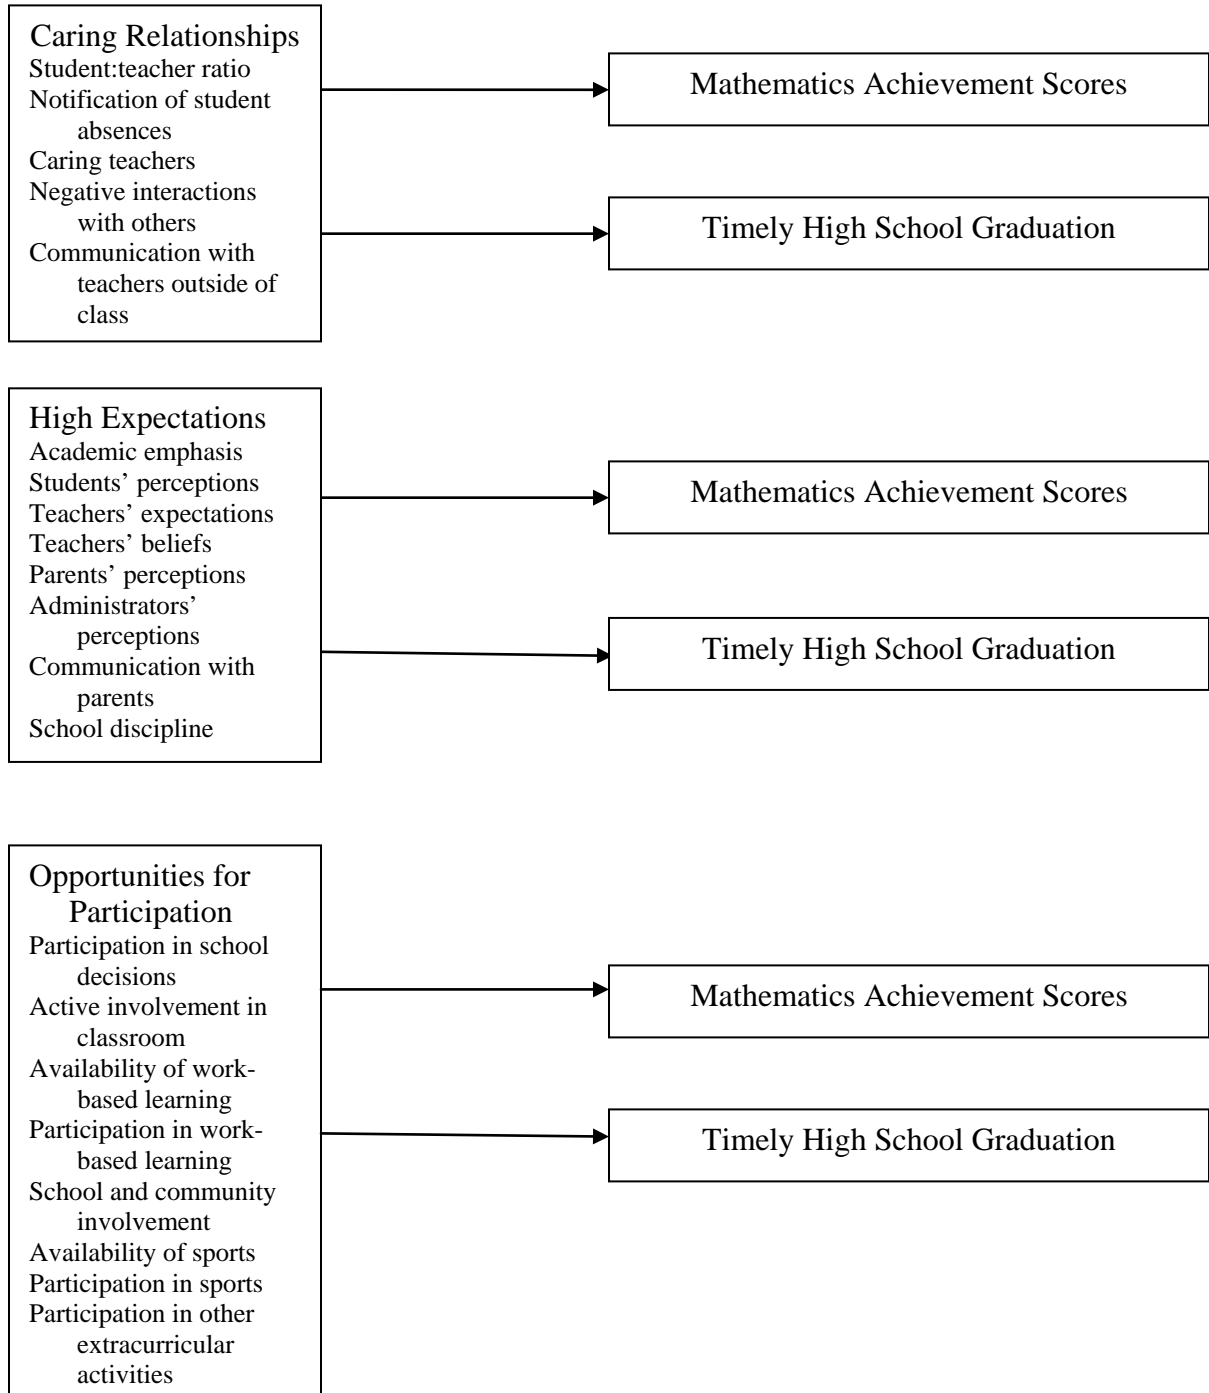 Caring Relationships
Student:teacher ratio
Notification of student
absences
Caring teachers
Negative interactions
with others
Communication with
teachers outside of
class
Mathematics Achievement Scores
Timely High School Graduation
High Expectations
Academic emphasis
Students’ perceptions
Teachers’ expectations
Teachers’ beliefs
Parents’ perceptions
Administrators’
perceptions
Communication with
parents
School discipline
Mathematics Achievement Scores
Timely High School Graduation
Opportunities for
Participation
Participation in school
decisions
Active involvement in
classroom
Availability of work-
based learning
Participation in work-
based learning
School and community
involvement
Availability of sports
Participation in sports
Participation in other
extracurricular
activities
Mathematics Achievement Scores
Timely High School Graduation